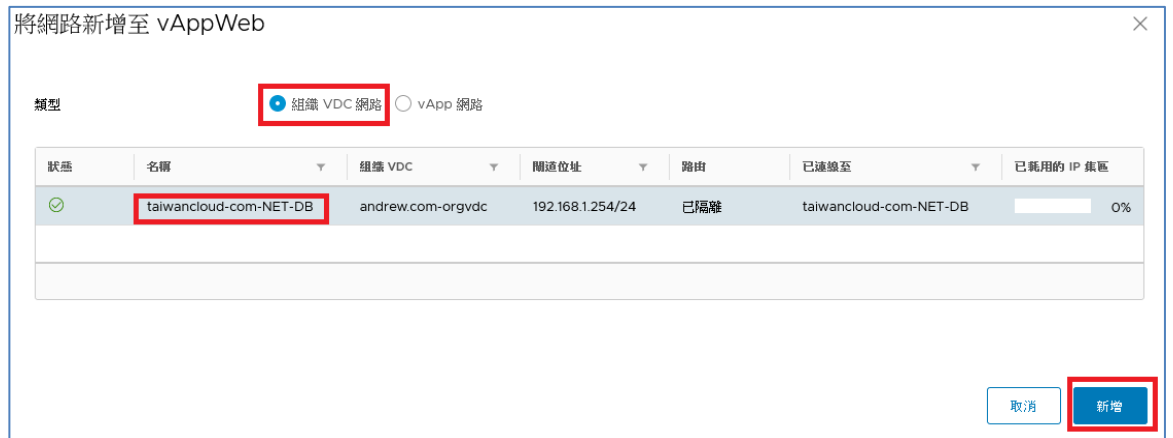 將網路新增至 vAppWeb
類型 組織 VDC 網路 vApp 網路
狀態 名稱 組織 VDC 閘道位址 路由 已連線至 已耗用的 IP 集區
taiwancloud-com-NET-DB andrew.com-orgvdc 192.168.1.254/24 已隔離 taiwancloud-com-NET-DB 0%
取消 新增